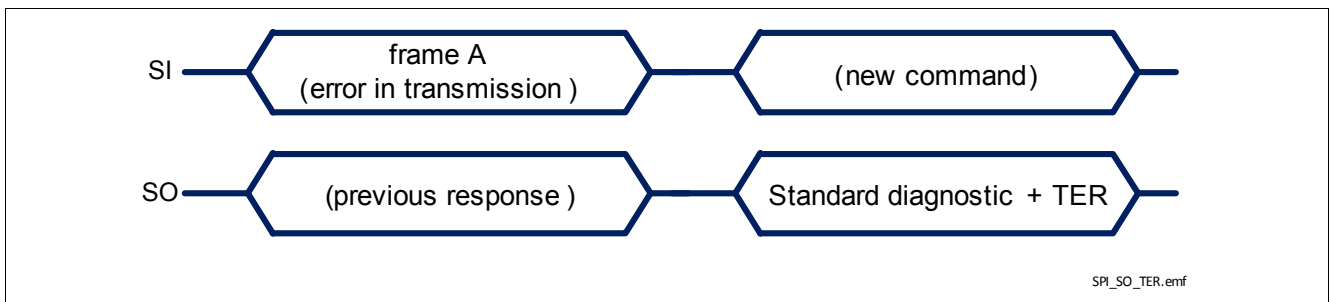 SI
frame A
(error in transmission )
(new command)
SO
(previous response )
Standard diagnostic + TER
SPI_SO_TER.emf